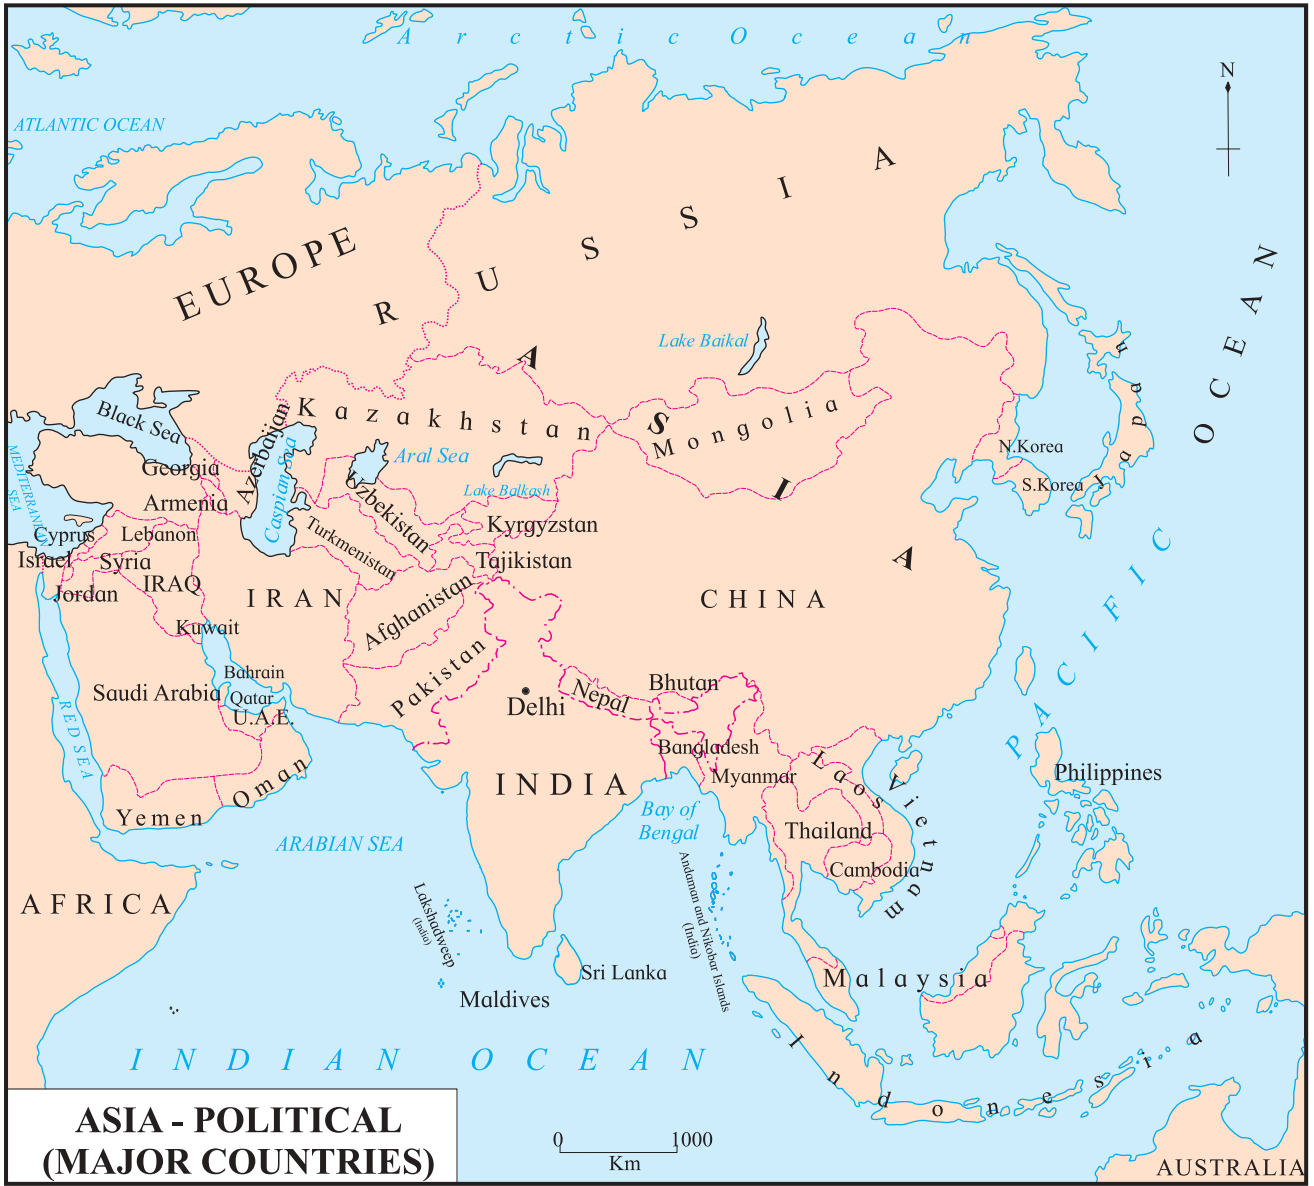 A r c t i c O c e a n
N
ATLANTIC OCEAN
EUROPE
RUSSIA
ASIA
PACIFIC OCEAN
Lake Baikal
Black Sea
Kazakhstan
Mongolia
Japan
MEDITERRANEAN
SEA
Georgia
Azerbaijan
Caspian Sea
Aral Sea
Lake Balkash
N.Korea
S.Korea
Armenia
Uzbekistan
Kyrgyzstan
Cyprus
Lebanon
Turkmenistan
Israel
Syria
Tajikistan
Jordan
IRAQ
IRAN
Afghanistan
CHINA
Kuwait
Pakistan
Bahrain
Saudi Arabia
Qatar
U.A.E.
Delhi
Nepal
Bhutan
RED SEA
Bangladesh
Myanmar
Laos
Vietnam
Philippines
Yemen
Oman
INDIA
Bay of
Bengal
Thailand
ARABIAN SEA
Cambodia
AFRICA
Lakshadweep
(India)
Andaman and Nikobar Islands
(India)
Sri Lanka
Malaysia
Maldives
INDIAN OCEAN
Indonesia
ASIA - POLITICAL
(MAJOR COUNTRIES)
0 1000
Km
AUSTRALIA